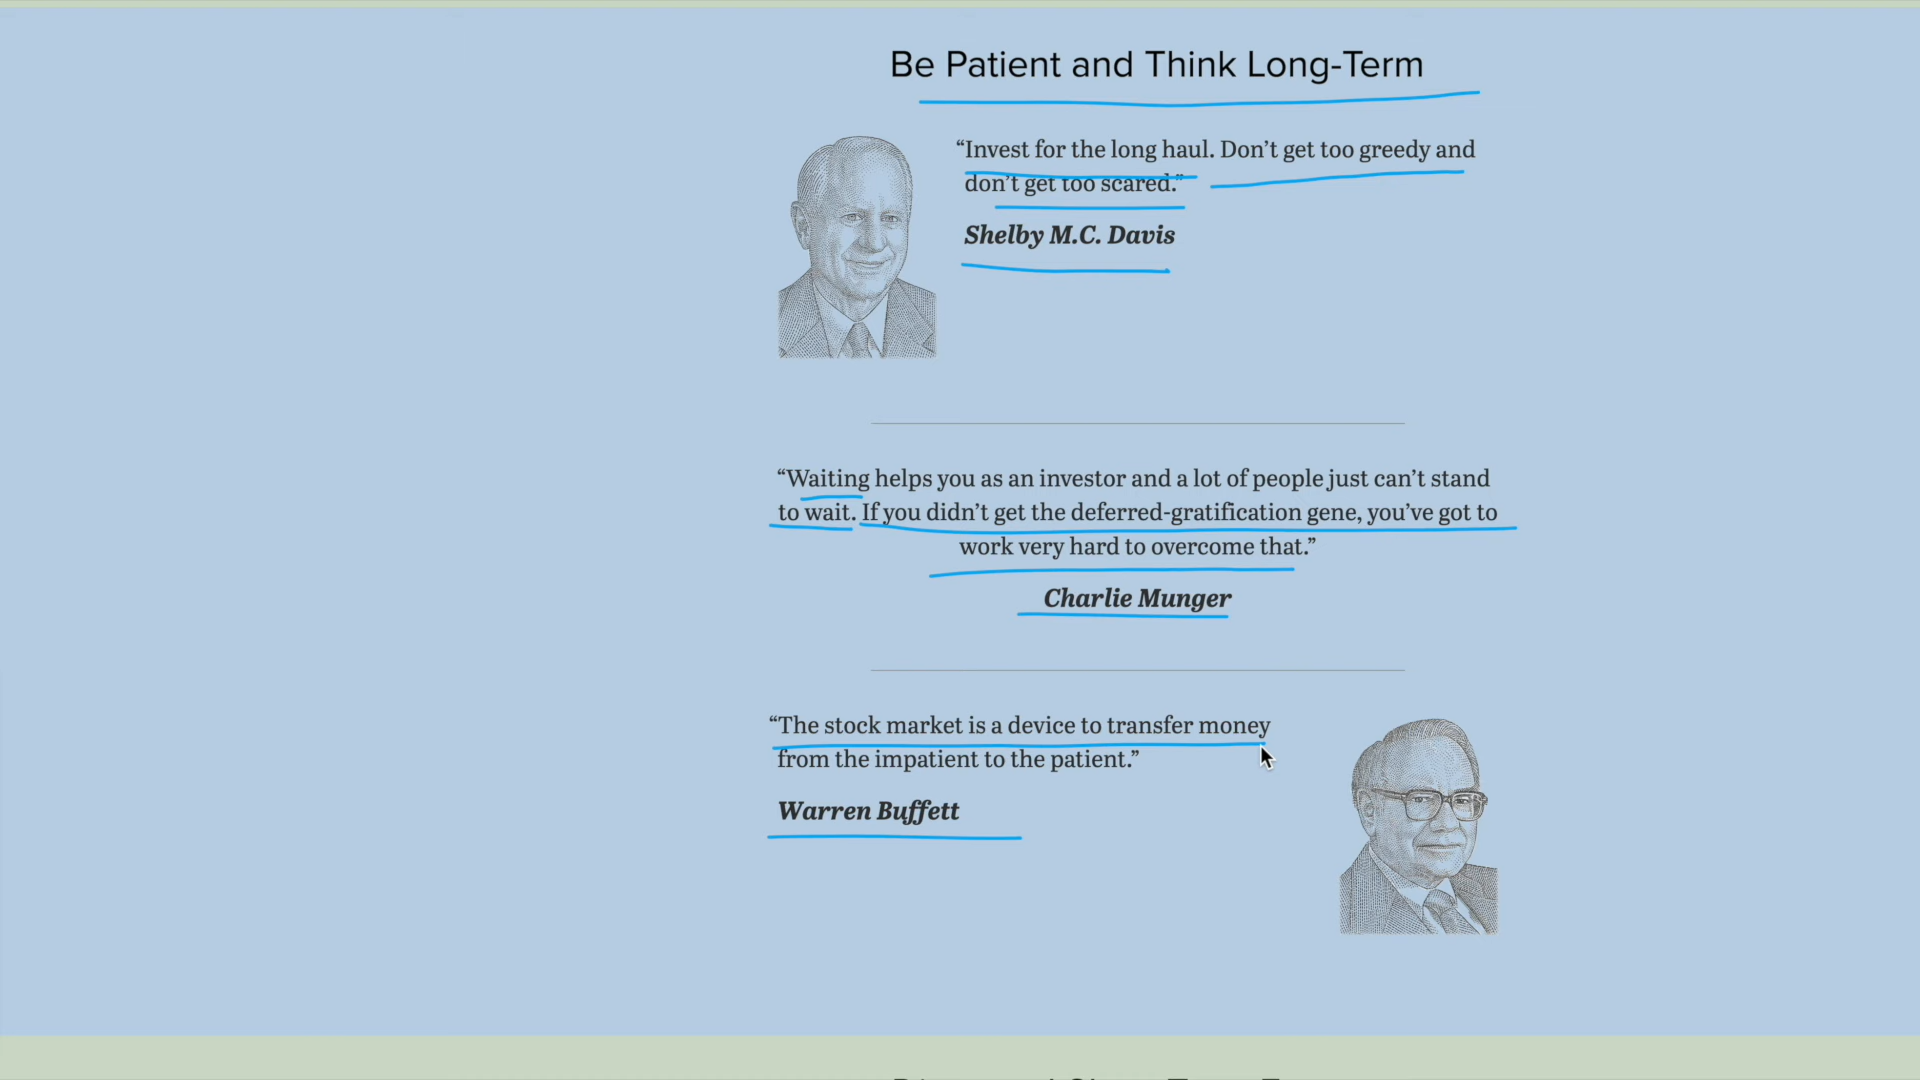 Be Patient and Think Long-Term
“Invest for the long haul. Don’t get too greedy and
don’t get too scared.”
Shelby M.C. Davis
“Waiting helps you as an investor and a lot of people just can’t stand
to wait. If you didn’t get the deferred-gratification gene, you’ve got to
work very hard to overcome that.”
Charlie Munger
“The stock market is a device to transfer money
from the impatient to the patient.”
Warren Buffett